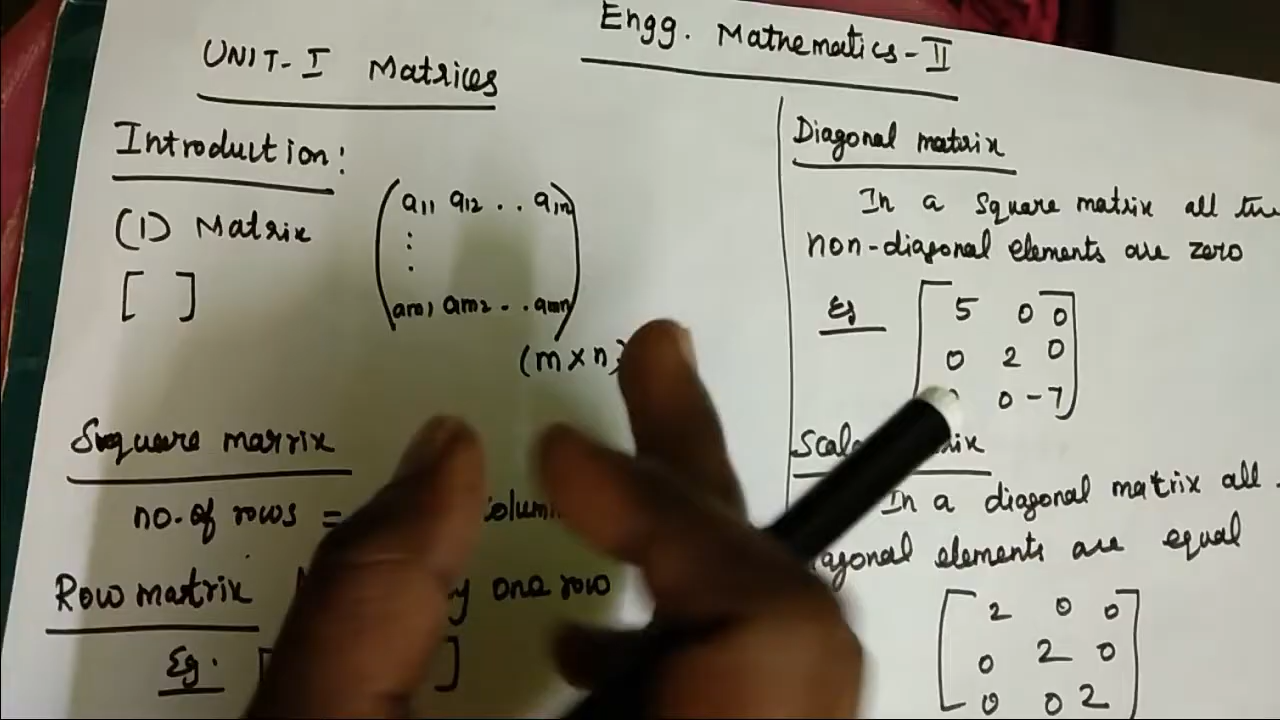 Engg. Mathematics-II
UNIT-I Matrices
Introduction:
(1) Matrix
[ ]
a11 a12 . . a1n
:
.
am1 am2 . . amn
(m x n)
Squuare marrix
no. of rows =
Row matrix one row
Eg. [ ]
Diagonal matrix
In a square matrix all the
non-diagonal elements are zero
Eg
5 0 0
0 2 0
0 -7
In a diagonal matrix all
elements are equal
2 0 0
0 2 0
0 0 2